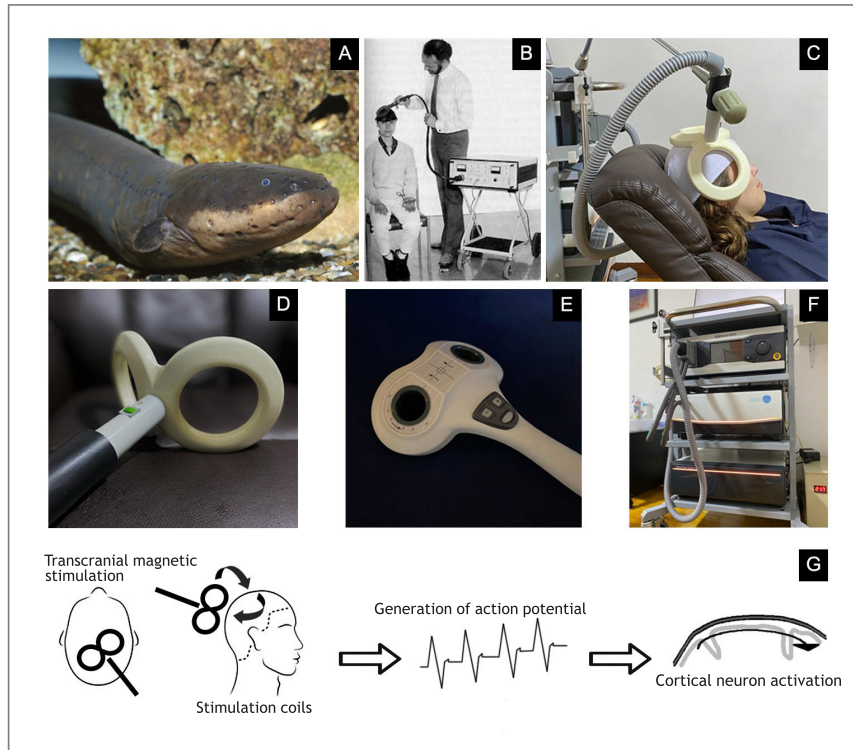 A
B
C
D
E
F
G
Transcranial magnetic
stimulation
Generation of action potential
Stimulation coils
Cortical neuron activation